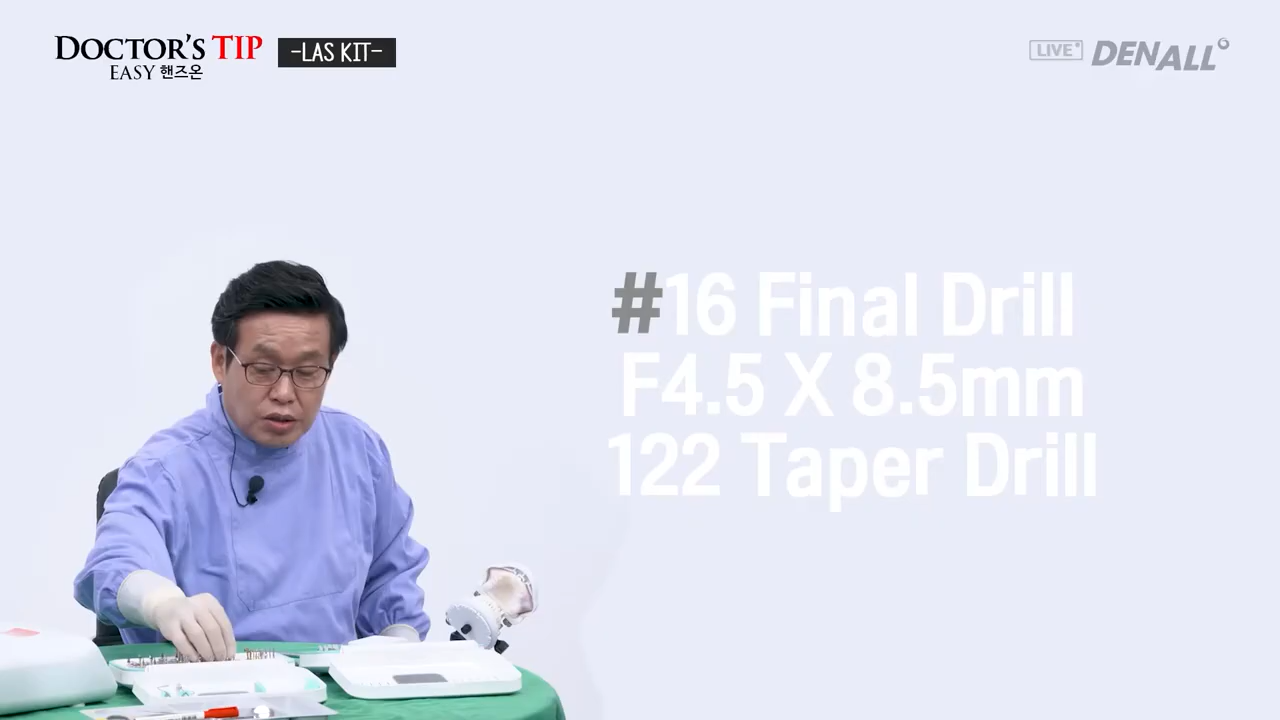 DOCTOR'S TIP
EASY 핸즈온
-LAS KIT-
LIVE
DENALL
#16 Final Drill
F4.5 X 8.5mm
122 Taper Drill